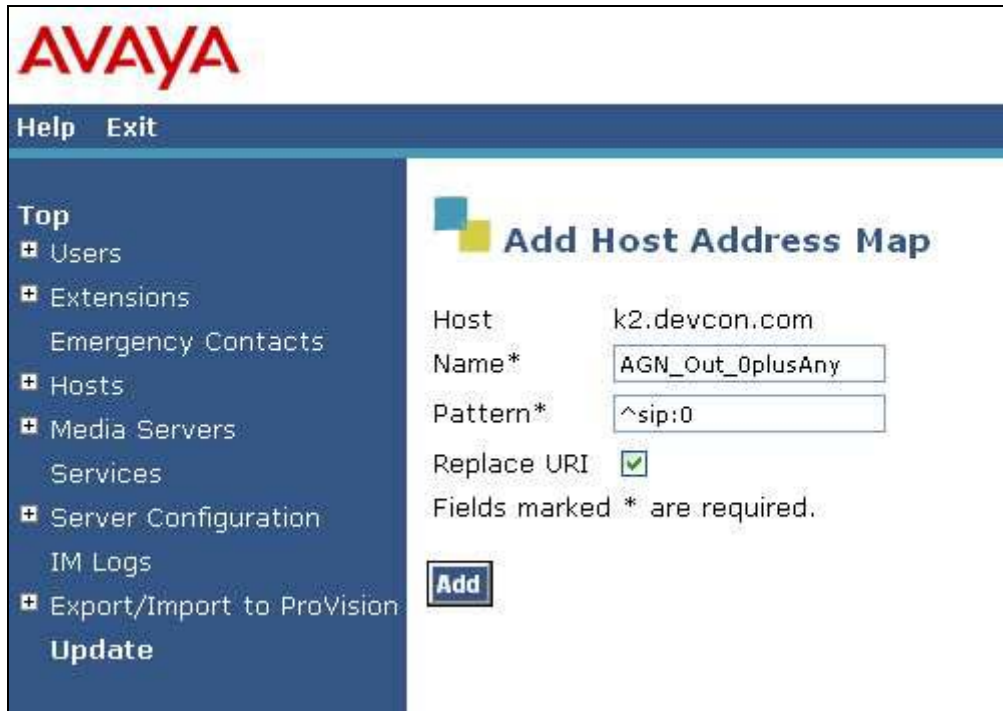 AVAYA
Help Exit
Top
Users
Extensions
Emergency Contacts
Hosts
Media Servers
Services
Server Configuration
IM Logs
Export/Import to ProVision
Update
Add Host Address Map
Host k2.devcon.com
Name* AGN_Out_0plusAny
Pattern* ^sip:0
Replace URI
Fields marked * are required.
Add